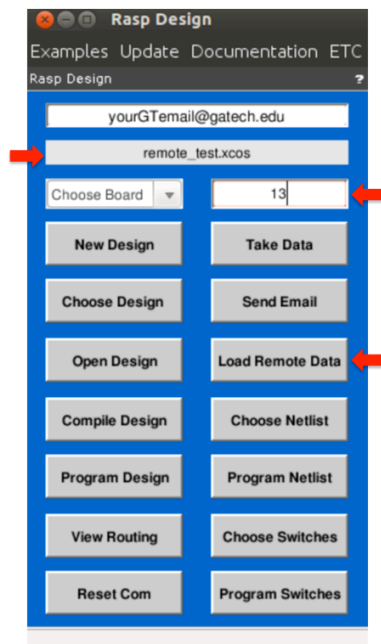 Rasp Design
Examples Update Documentation ETC
Rasp Design ?
yourGTemail@gatech.edu
remote_test.xcos
Choose Board 13
New Design Take Data
Choose Design Send Email
Open Design Load Remote Data
Compile Design Choose Netlist
Program Design Program Netlist
View Routing Choose Switches
Reset Com Program Switches